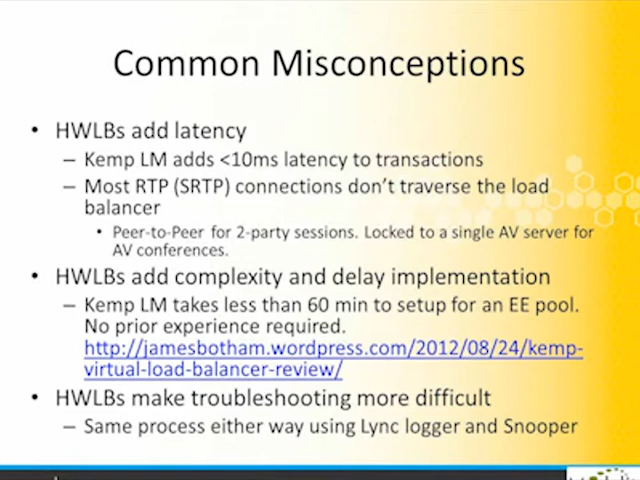 Common Misconceptions
• HWLBs add latency
– Kemp LM adds <10ms latency to transactions
– Most RTP (SRTP) connections don't traverse the load
balancer
• Peer-to-Peer for 2-party sessions. Locked to a single AV server for
AV conferences.
• HWLBs add complexity and delay implementation
– Kemp LM takes less than 60 min to setup for an EE pool.
No prior experience required.
http://jamesbotham.wordpress.com/2012/08/24/kemp-
virtual-load-balancer-review/
• HWLBs make troubleshooting more difficult
– Same process either way using Lync logger and Snooper